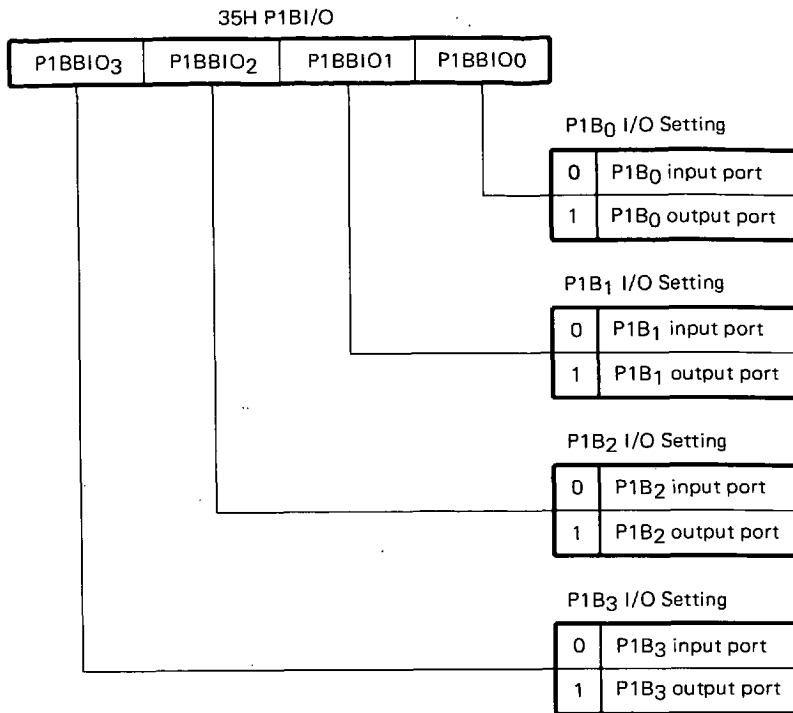 35H P1BI/O
P1BBIO3 P1BBIO2 P1BBIO1 P1BBIO0
P1B0 I/O Setting
0 P1B0 input port
1 P1B0 output port
P1B1 I/O Setting
0 P1B1 input port
1 P1B1 output port
P1B2 I/O Setting
0 P1B2 input port
1 P1B2 output port
P1B3 I/O Setting
0 P1B3 input port
1 P1B3 output port